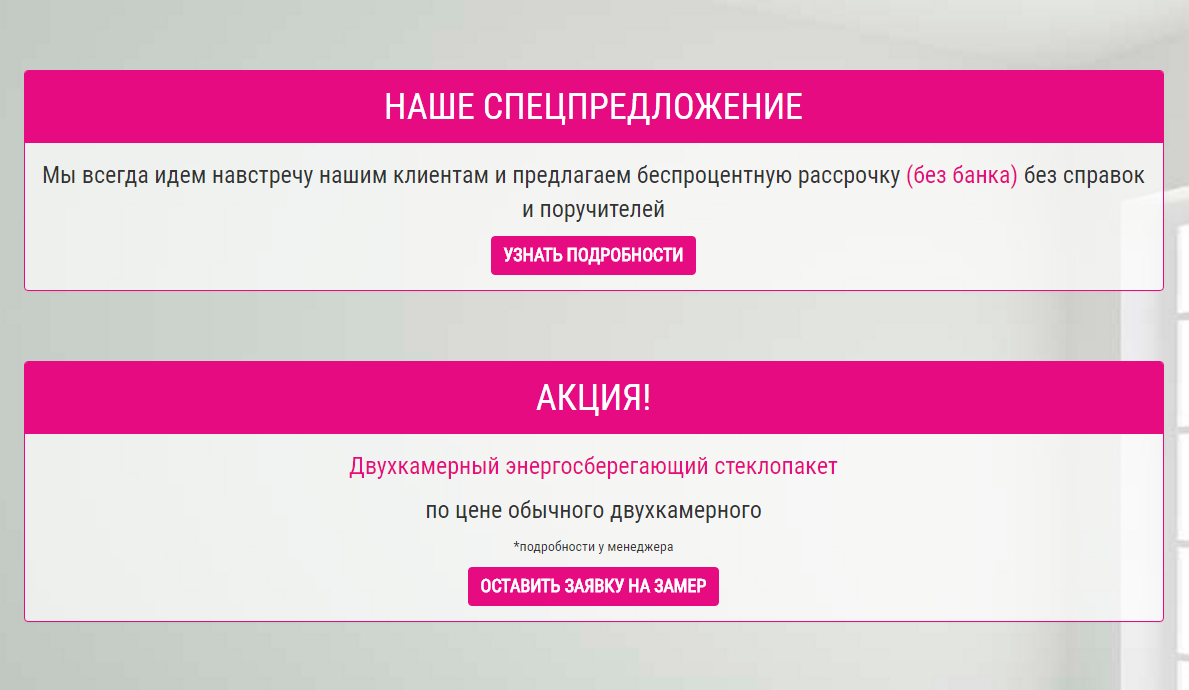 НАШЕ СПЕЦПРЕДЛОЖЕНИЕ
Мы всегда идем навстречу нашим клиентам и предлагаем беспроцентную рассрочку (без банка) без справок
и поручителей
УЗНАТЬ ПОДРОБНОСТИ
АКЦИЯ!
Двухкамерный энергосберегающий стеклопакет
по цене обычного двухкамерного
*подробности у менеджера
ОСТАВИТЬ ЗАЯВКУ НА ЗАМЕР